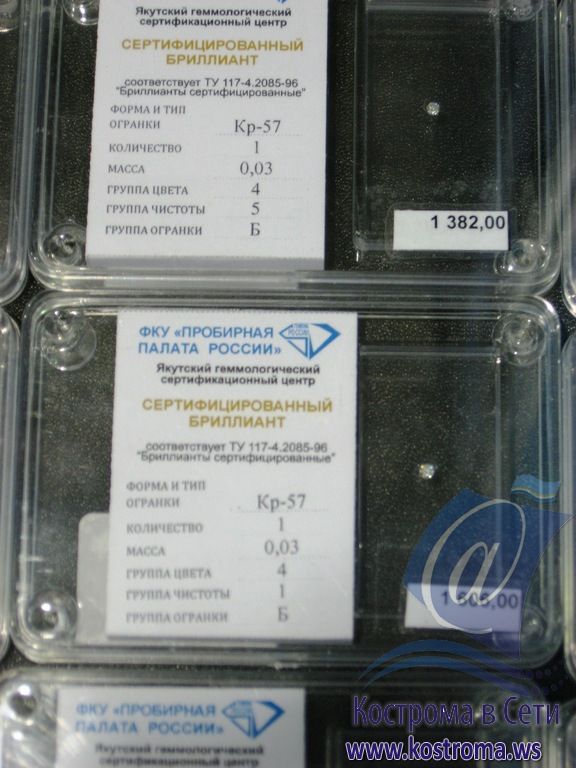 Якутский геммологический
сертификационный центр
СЕРТИФИЦИРОВАННЫЙ
БРИЛЛИАНТ
соответствует ТУ 117-4.2085-96
"Бриллианты сертифицированные"
ФОРМА И ТИП
ОГРАНКИ Кр-57
КОЛИЧЕСТВО 1
МАССА 0,03
ГРУППА ЦВЕТА 4
ГРУППА ЧИСТОТЫ 5
ГРУППА ОГРАНКИ Б
1 382,00
ФКУ «ПРОБИРНАЯ
ПАЛАТА РОССИИ»
Якутский геммологический
сертификационный центр
СЕРТИФИЦИРОВАННЫЙ
БРИЛЛИАНТ
соответствует ТУ 117-4.2085-96
"Бриллианты сертифицированные"
ФОРМА И ТИП
ОГРАНКИ Кр-57
КОЛИЧЕСТВО 1
МАССА 0,03
ГРУППА ЦВЕТА 4
ГРУППА ЧИСТОТЫ 1
ГРУППА ОГРАНКИ Б
1 606,00
ФКУ «ПРОБИРНАЯ
ПАЛАТА РОССИИ»
Якутский геммологический
@
Кострома в Сети
www.kostroma.ws